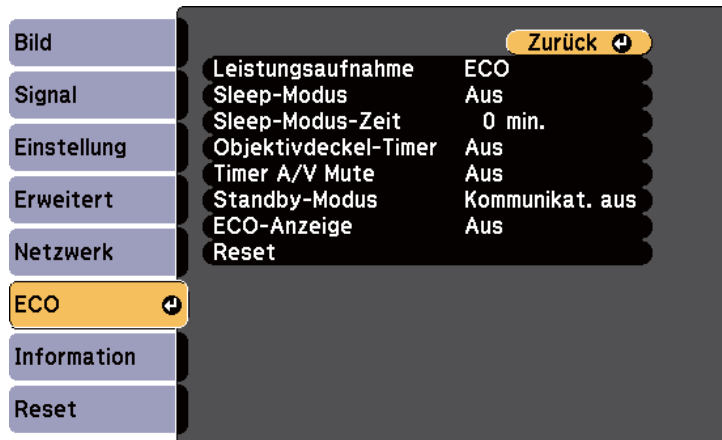 Bild
Signal
Einstellung
Erweitert
Netzwerk
ECO
Information
Reset
Zurück
Leistungsaufnahme ECO
Sleep-Modus Aus
Sleep-Modus-Zeit 0 min.
Objektivdeckel-Timer Aus
Timer A/V Mute Aus
Standby-Modus Kommunikat. aus
ECO-Anzeige Aus
Reset